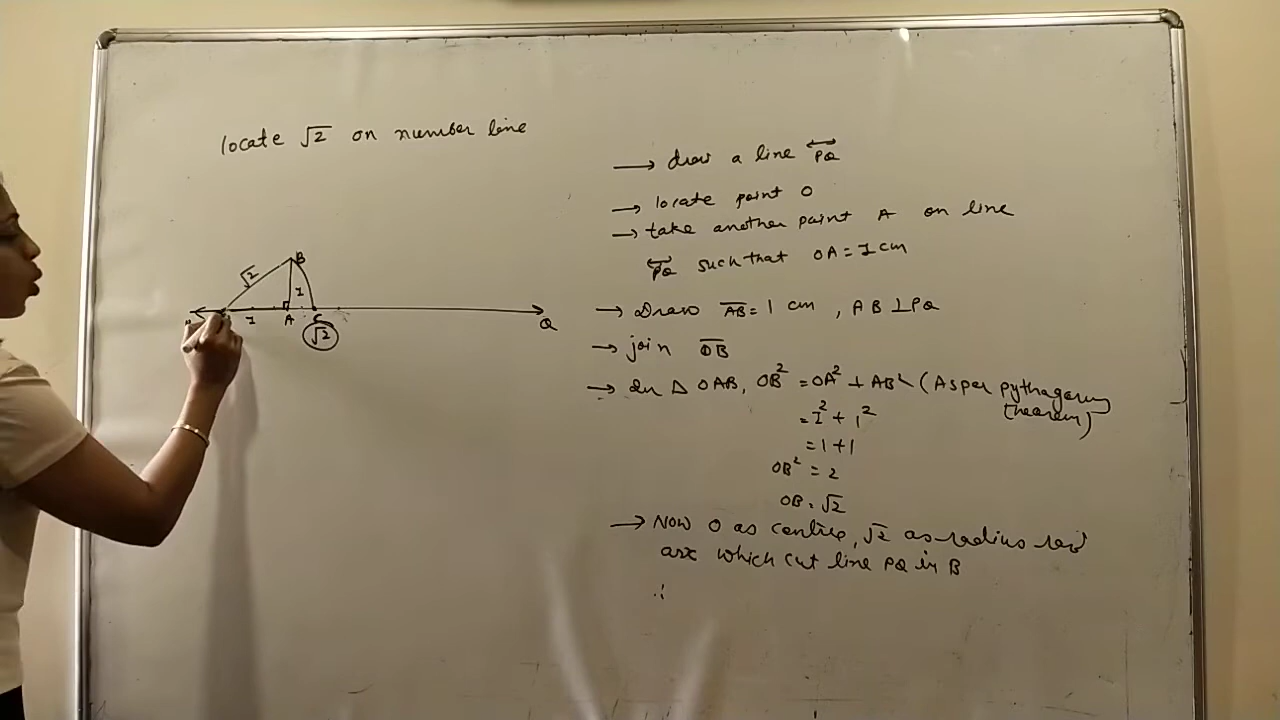 locate √2 on number line
√2
B
1
1
A
C
Q
√2
→ draw a line PQ
→ locate point O
→ take another point A on line
PQ such that OA = 1 cm
→ Draw AB = 1 cm , AB ⊥ PQ
→ join OB
→ In Δ OAB, OB² = OA² + AB² (As per
= 1² + 1²
= 1 + 1
OB² = 2
OB = √2
→ Now O as centre, √2 as radius
arc which cut line PQ in B
∴